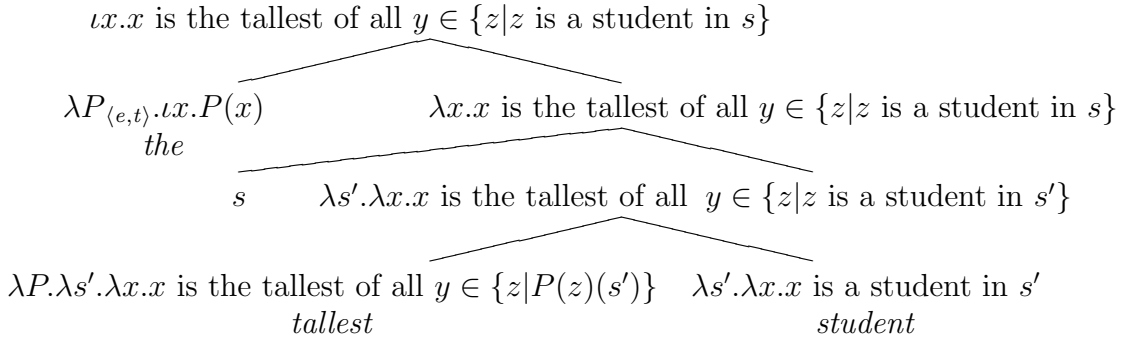 ιx.x is the tallest of all y ∈ {z|z is a student in s}
λP⟨e,t⟩.ιx.P(x) λx.x is the tallest of all y ∈ {z|z is a student in s}
the
s λs′.λx.x is the tallest of all y ∈ {z|z is a student in s′}
λP.λs′.λx.x is the tallest of all y ∈ {z|P(z)(s′)} λs′.λx.x is a student in s′
tallest student